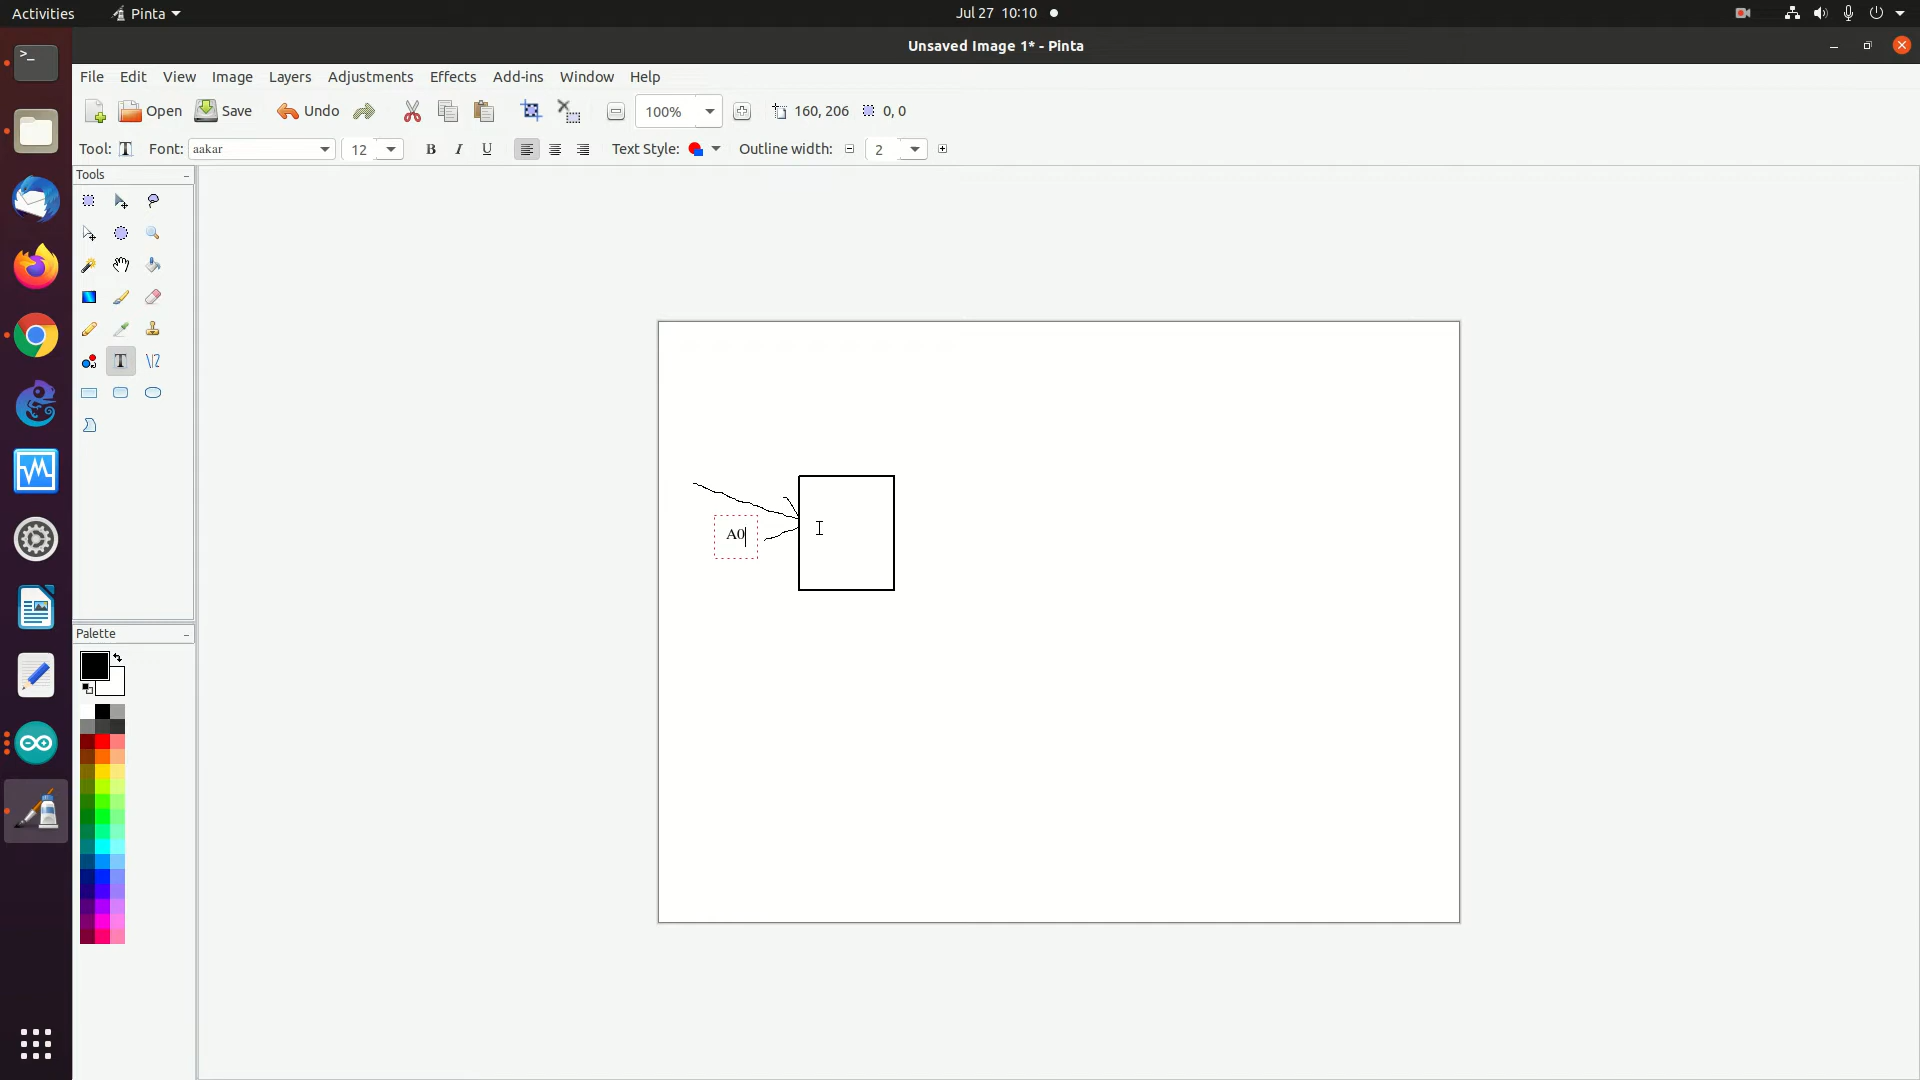 Activities Pinta Jul 27 10:10
Unsaved Image 1* - Pinta
File Edit View Image Layers Adjustments Effects Add-ins Window Help
Open Save Undo 100% 160, 206 0, 0
Tool: T Font: aakar 12 B I U Text Style: Outline width: 2
Tools
T
A0
Palette